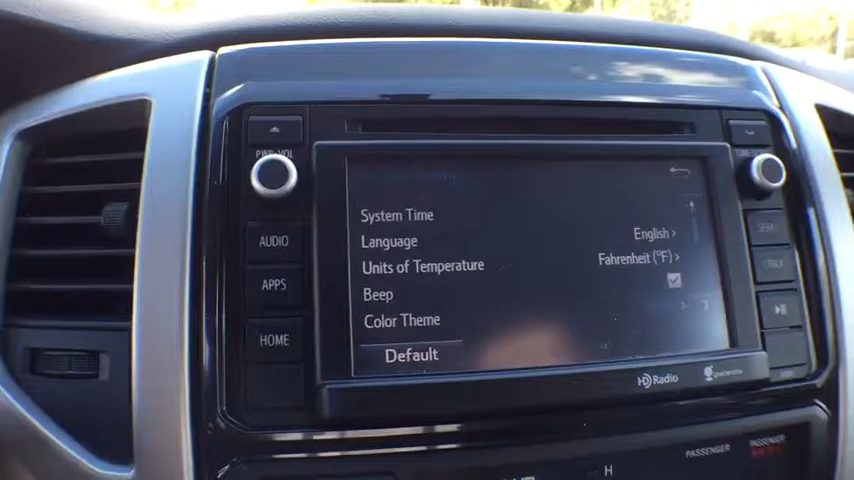 PWR•VOL
System Time
AUDIO
Language English >
Units of Temperature Fahrenheit (°F) >
APPS
Beep
Color Theme
HOME
Default
HD Radio
PASSENGER PASSENGER